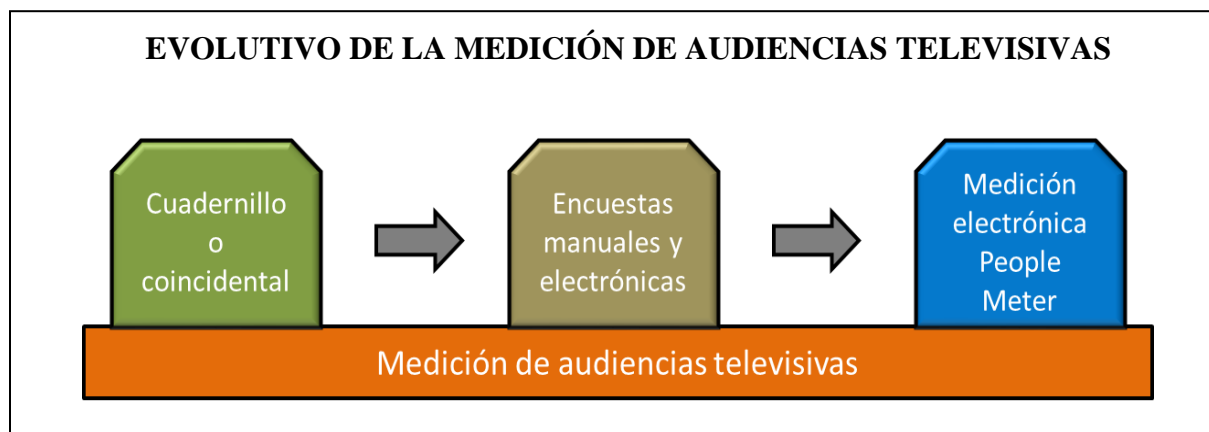 EVOLUTIVO DE LA MEDICIÓN DE AUDIENCIAS TELEVISIVAS
Cuadernillo
o
coincidental
Encuestas
manuales y
electrónicas
Medición
electrónica
People
Meter
Medición de audiencias televisivas